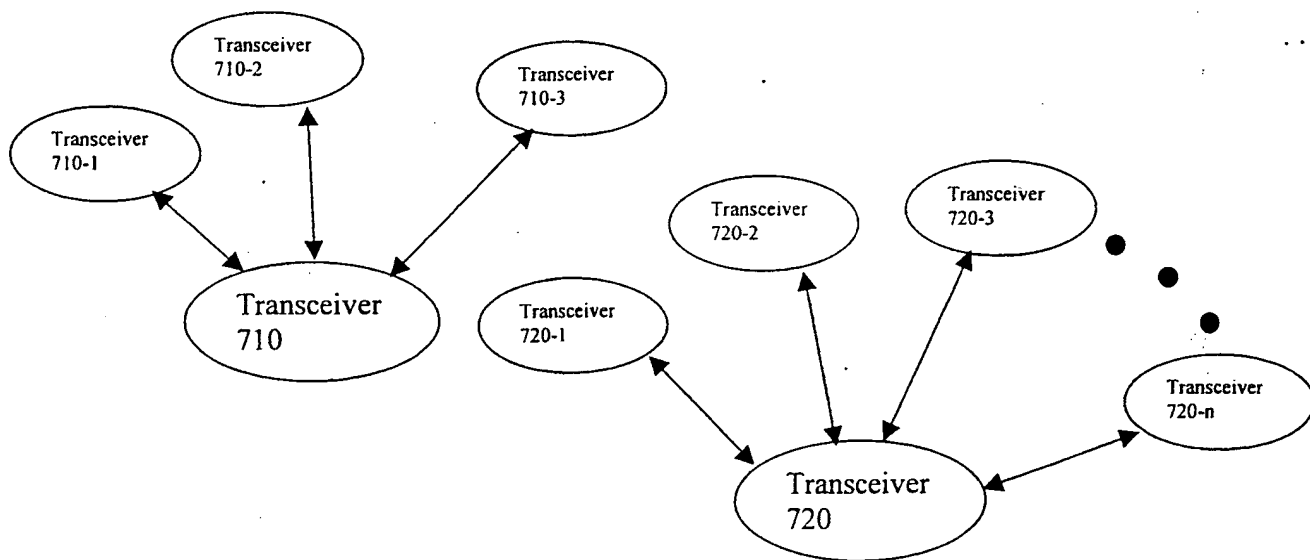 Transceiver
710-2
Transceiver
710-3
Transceiver
710-1
Transceiver
720-3
Transceiver
720-2
Transceiver
710
Transceiver
720-1
Transceiver
720-n
Transceiver
720